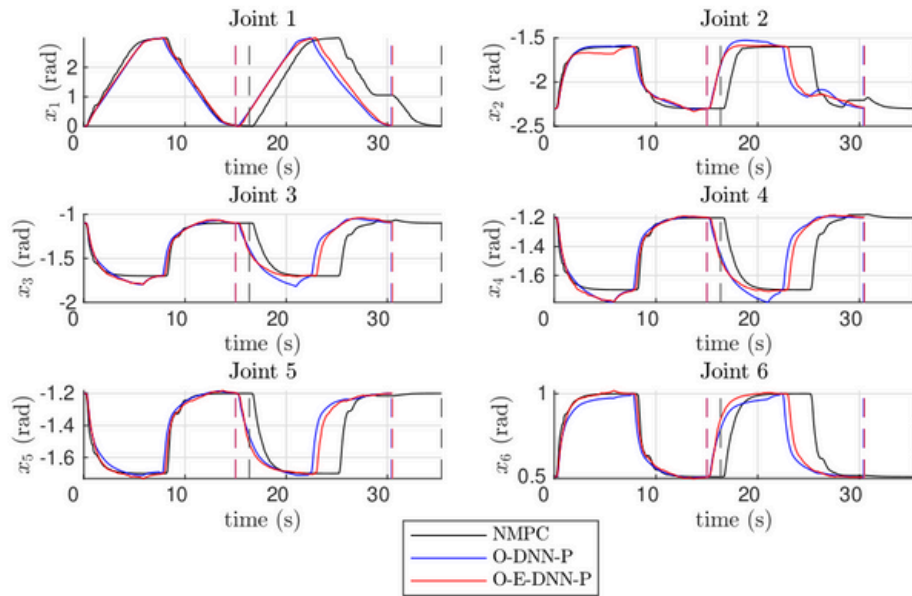 Joint 1
x1 (rad)
2
0
0
10
20
30
time (s)
Joint 2
x2 (rad)
-1.5
-2
-2.5
0
10
20
30
time (s)
Joint 3
x3 (rad)
-1
-1.5
-2
0
10
20
30
time (s)
Joint 4
x4 (rad)
-1.2
-1.4
-1.6
0
10
20
30
time (s)
Joint 5
x5 (rad)
-1.2
-1.4
-1.6
0
10
20
30
time (s)
Joint 6
x6 (rad)
1
0.5
0
10
20
30
time (s)
NMPC
O-DNN-P
O-E-DNN-P